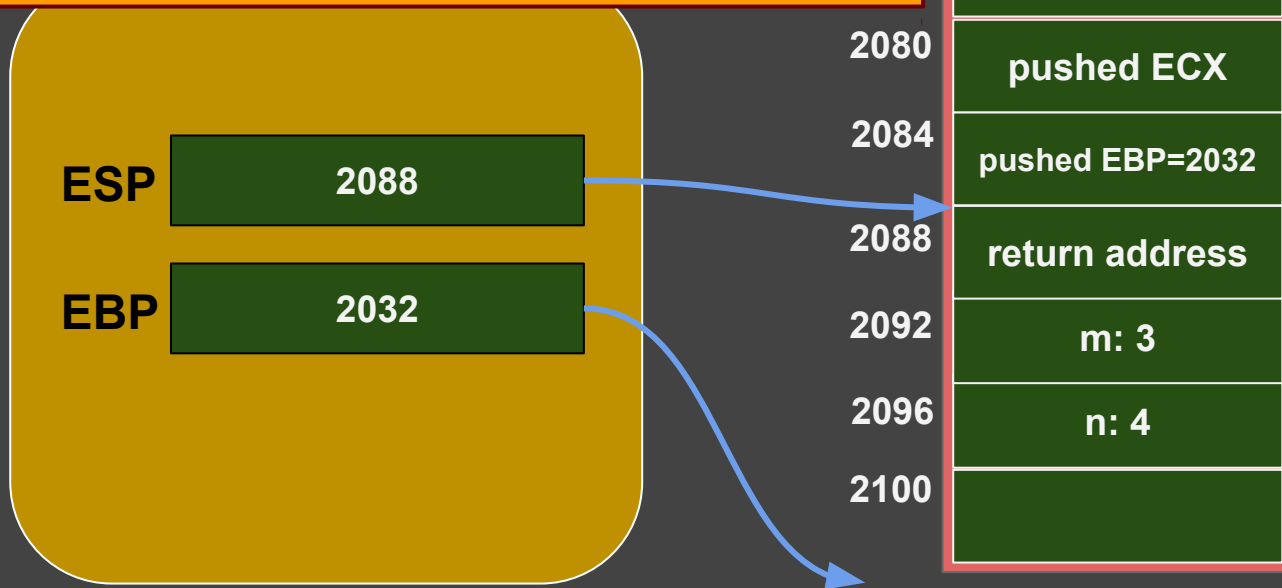 2080
pushed ECX
2084
pushed EBP=2032
ESP
2088
2088
return address
EBP
2032
2092
m: 3
2096
n: 4
2100